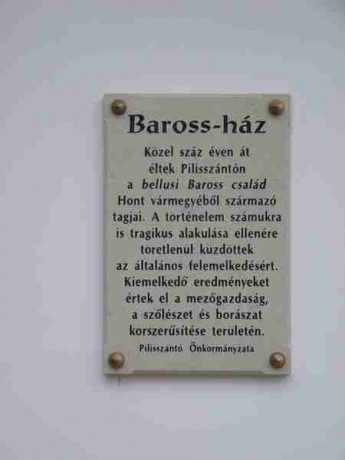 Baross-ház
Közel száz éven át
éltek Pilisszántón
a bellusi Baross család
Hont vármegyéből származó
tagjai. A történelem számukra
is tragikus alakulása ellenére
töretlenül küzdöttek
az általános felemelkedésért.
Kiemelkedő eredményeket
értek el a mezőgazdaság,
a szőlészet és borászat
korszerűsítése területén.
Pilisszántó Önkormányzata